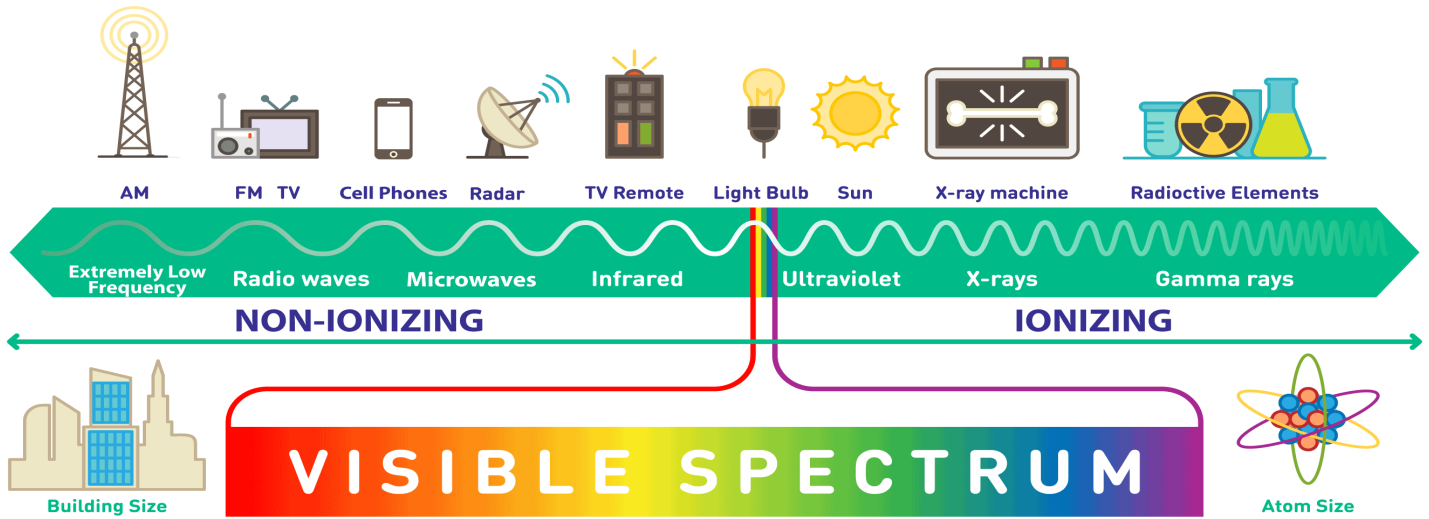 AM
FM TV
Cell Phones
Radar
TV Remote
Light Bulb
Sun
X-ray machine
Radioctive Elements
Extremely Low
Frequency
Radio waves
Microwaves
Infrared
Ultraviolet
X-rays
Gamma rays
NON-IONIZING
IONIZING
Building Size
VISIBLE SPECTRUM
Atom Size